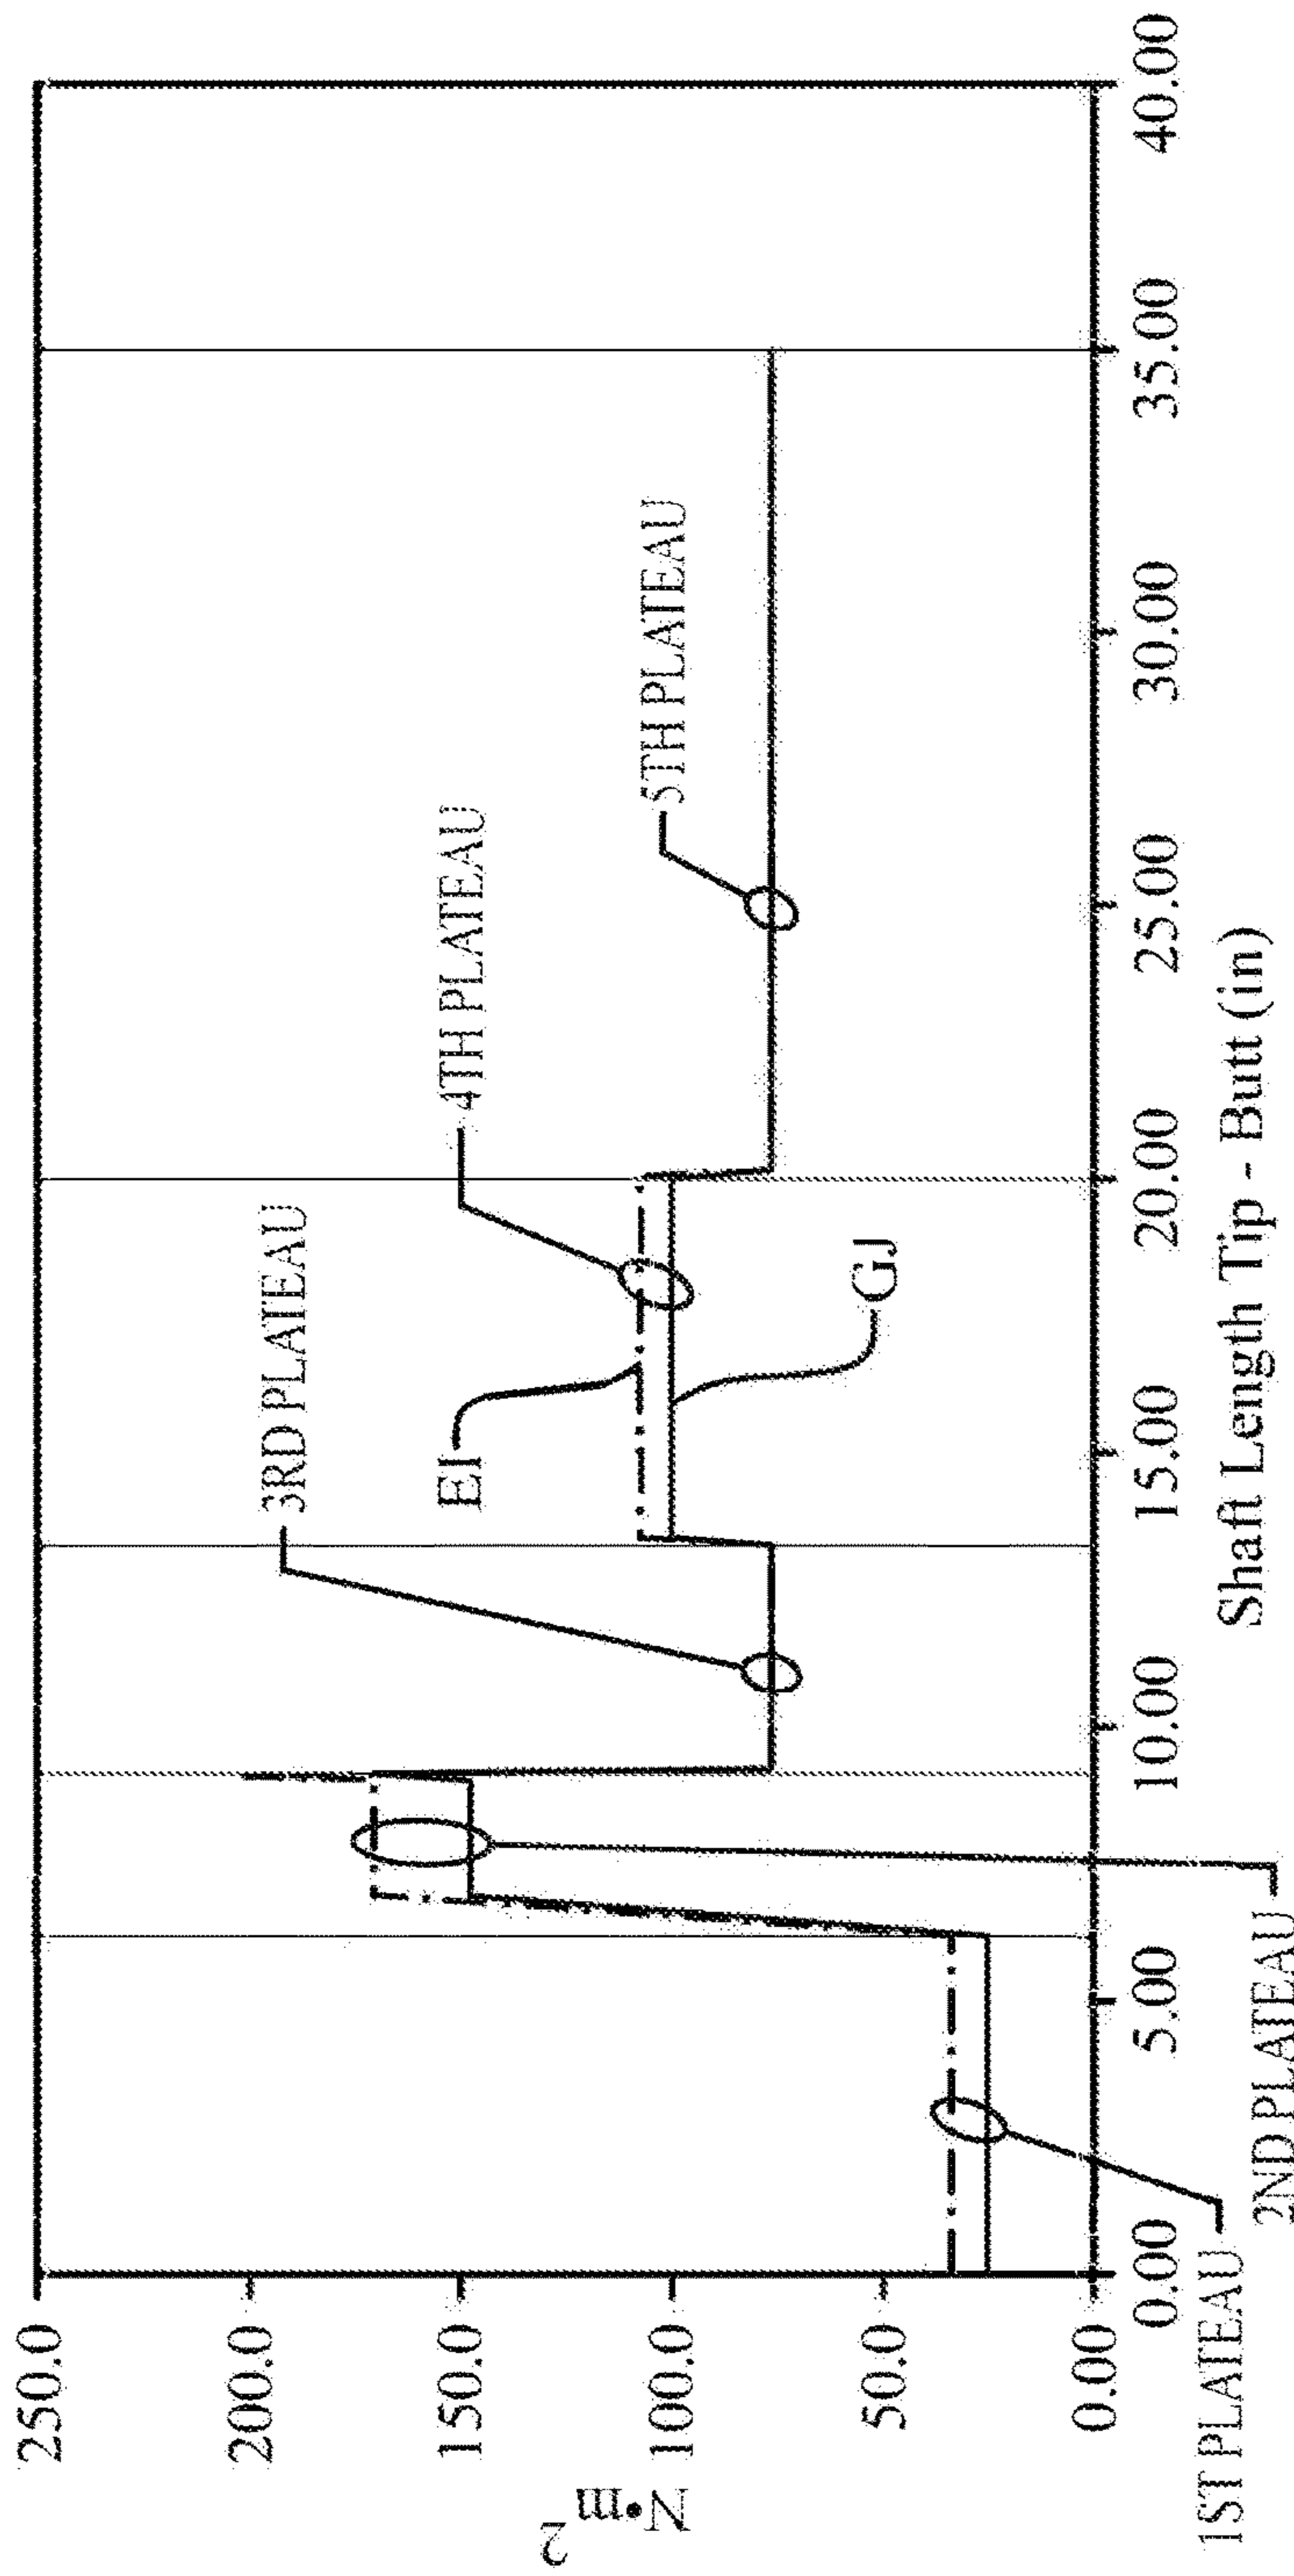 250.0
200.0
150.0
100.0
50.0
0.00
N•m²
3RD PLATEAU
4TH PLATEAU
EI
GJ
5TH PLATEAU
0.00
5.00
10.00
15.00
20.00
25.00
30.00
35.00
40.00
Shaft Length Tip - Butt (in)
1ST PLATEAU
2ND PLATEAU